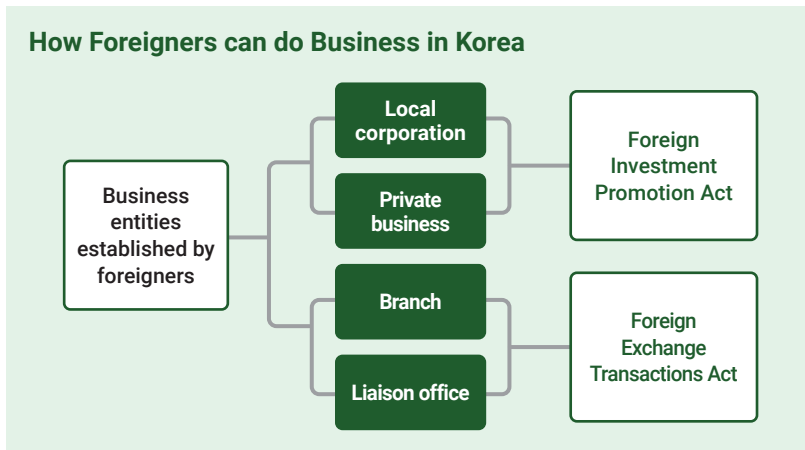 How Foreigners can do Business in Korea
Business
entities
established by
foreigners
Local
corporation
Private
business
Branch
Liaison office
Foreign
Investment
Promotion Act
Foreign
Exchange
Transactions Act